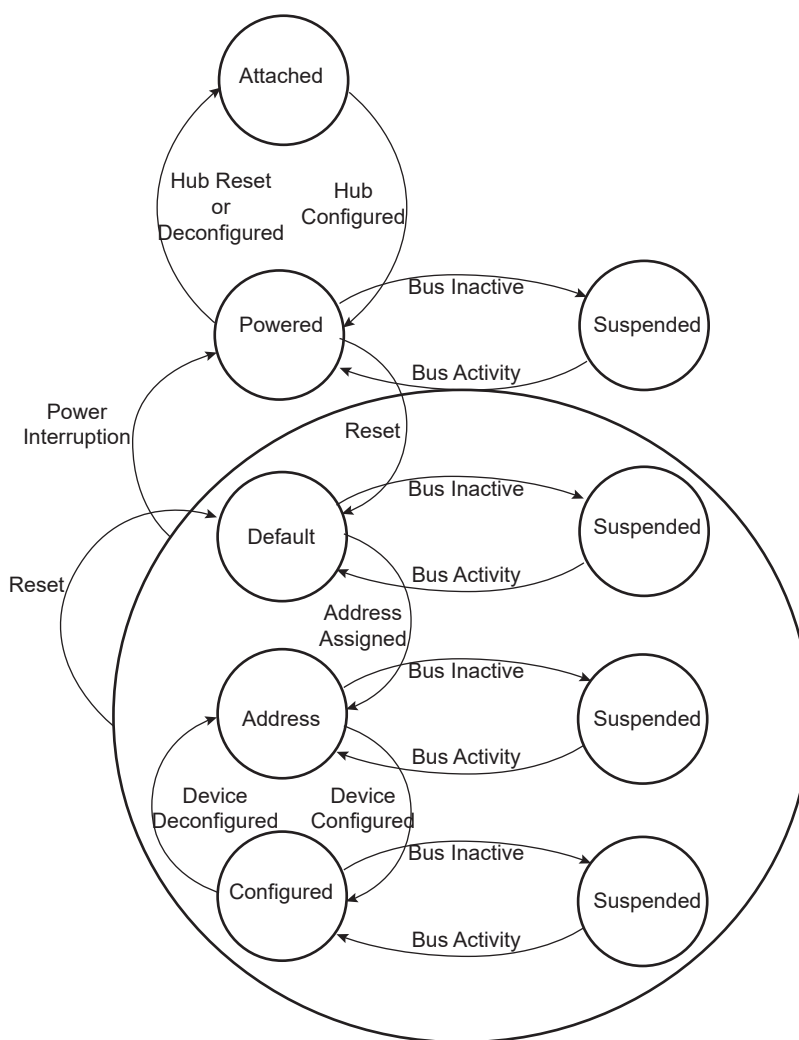 Attached
Hub Reset
or
Deconfigured
Hub
Configured
Powered
Bus Inactive
Suspended
Bus Activity
Power
Interruption
Reset
Default
Bus Inactive
Suspended
Bus Activity
Reset
Address
Assigned
Address
Bus Inactive
Suspended
Bus Activity
Device
Deconfigured
Device
Configured
Configured
Bus Inactive
Suspended
Bus Activity